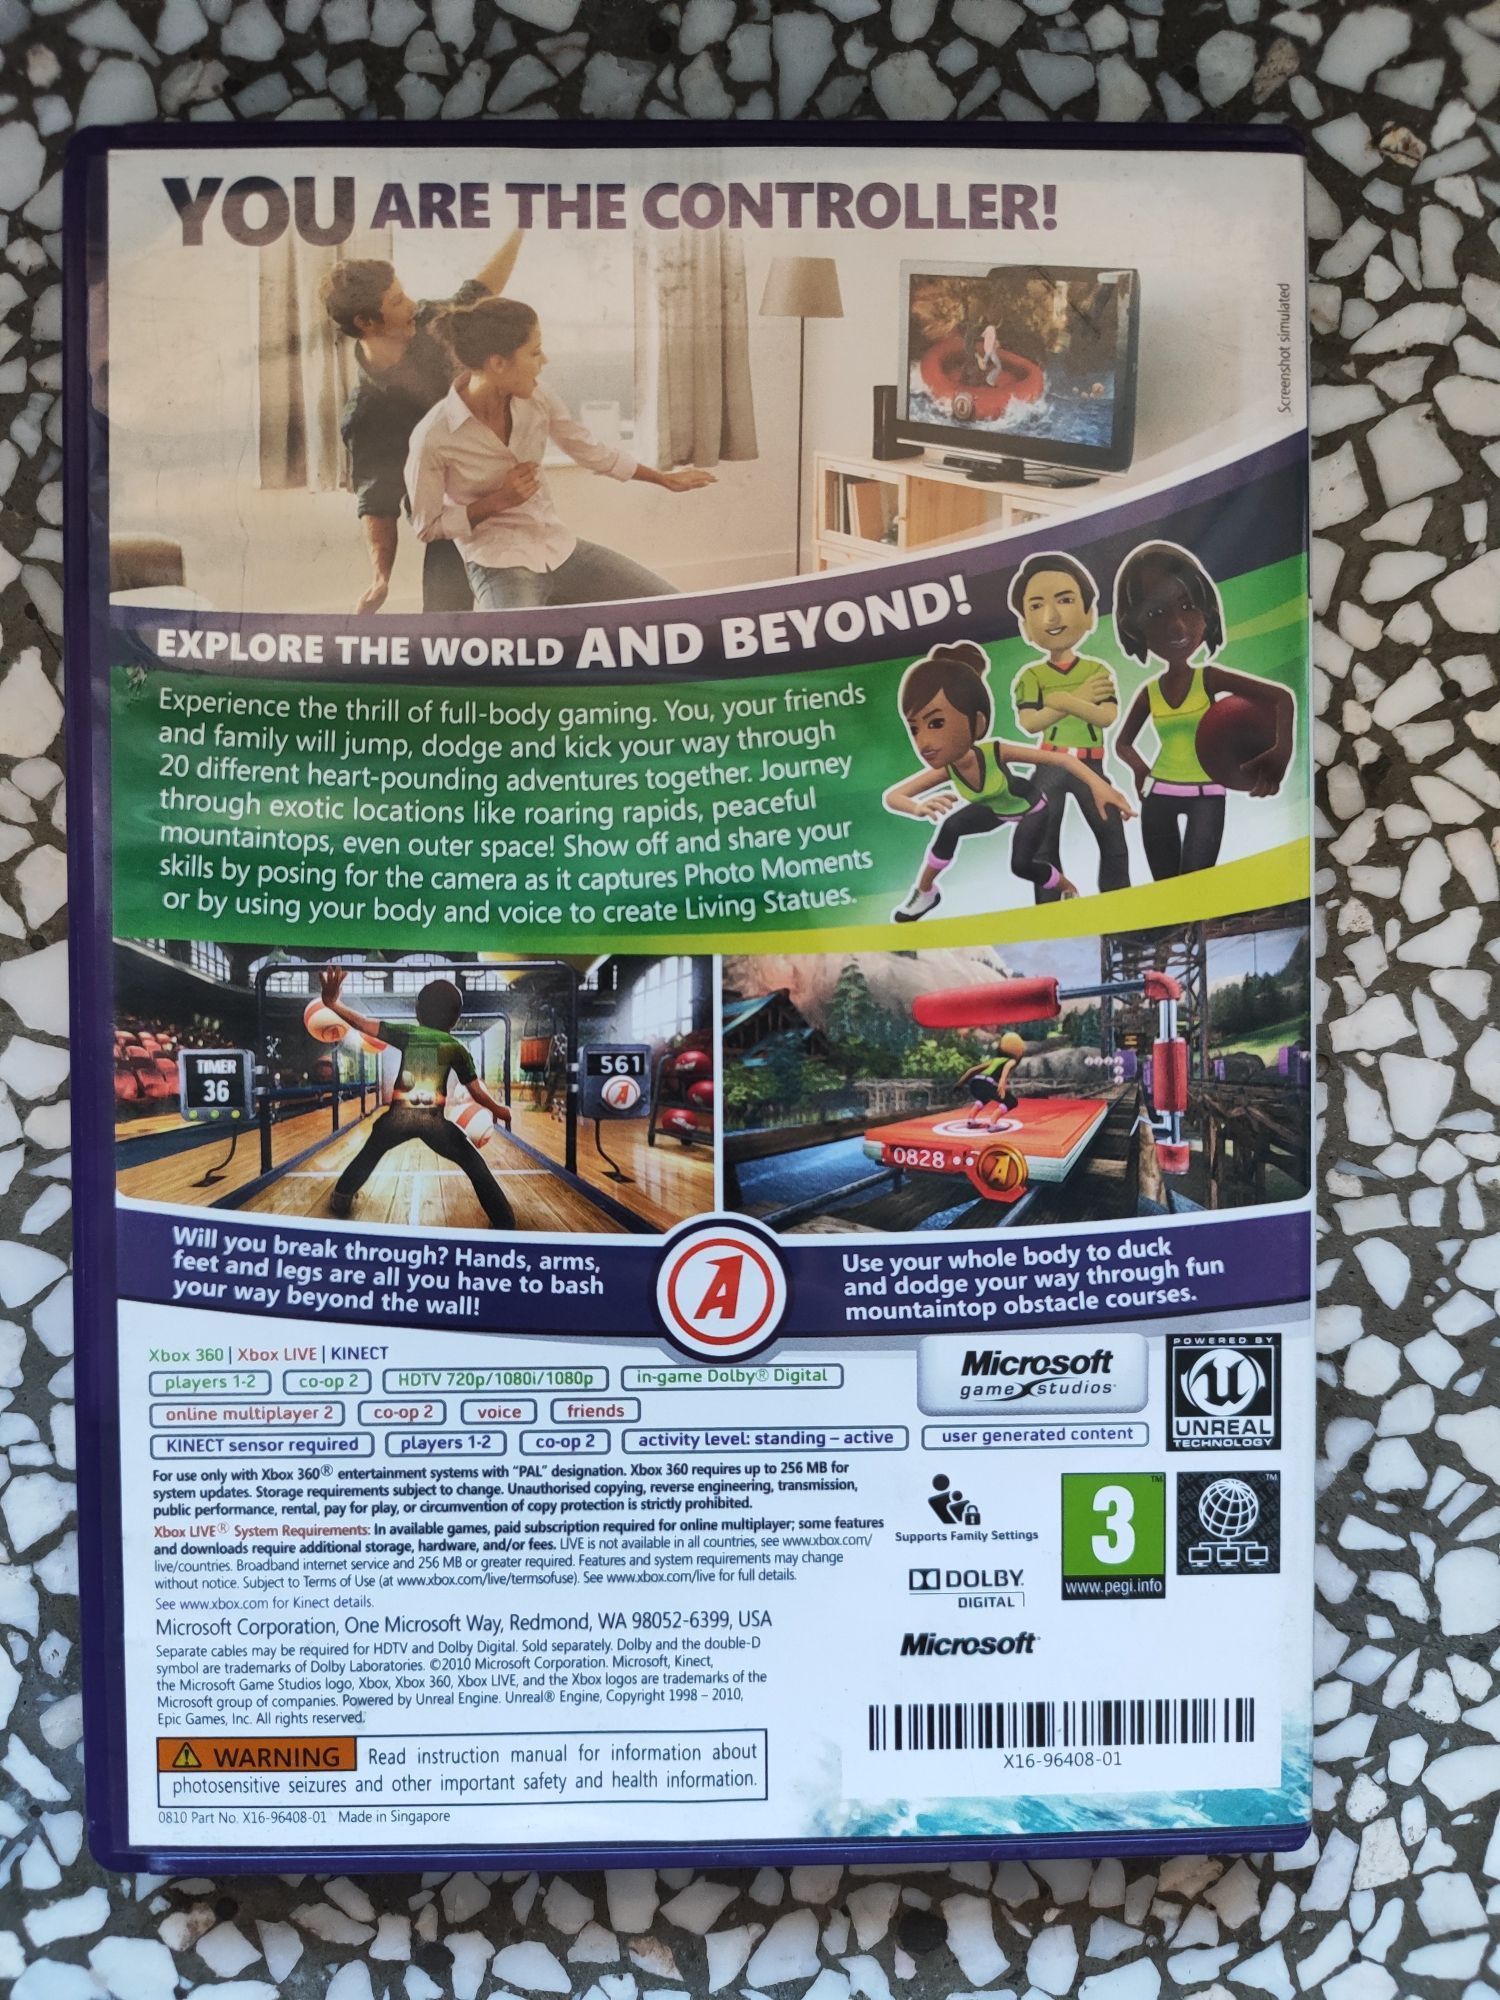 YOU ARE THE CONTROLLER!
Screenshot simulated
EXPLORE THE WORLD AND BEYOND!
Experience the thrill of full-body gaming. You, your friends
and family will jump, dodge and kick your way through
20 different heart-pounding adventures together. Journey
through exotic locations like roaring rapids, peaceful
mountaintops, even outer space! Show off and share your
skills by posing for the camera as it captures Photo Moments
or by using your body and voice to create Living Statues.
TIMER
36
561
A
0828
A
Will you break through? Hands, arms,
feet and legs are all you have to bash
your way beyond the wall!
A
Use your whole body to duck
and dodge your way through fun
mountaintop obstacle courses.
Xbox 360 | Xbox LIVE | KINECT
players 1-2 co-op 2 HDTV 720p/1080i/1080p in-game Dolby® Digital
online multiplayer 2 co-op 2 voice friends
KINECT sensor required players 1-2 co-op 2 activity level: standing – active user generated content
Microsoft
game studios
POWERED BY
UNREAL
TECHNOLOGY
For use only with Xbox 360® entertainment systems with "PAL" designation. Xbox 360 requires up to 256 MB for
system updates. Storage requirements subject to change. Unauthorised copying, reverse engineering, transmission,
public performance, rental, pay for play, or circumvention of copy protection is strictly prohibited.
Xbox LIVE® System Requirements: In available games, paid subscription required for online multiplayer; some features
and downloads require additional storage, hardware, and/or fees. LIVE is not available in all countries, see www.xbox.com/
live/countries. Broadband internet service and 256 MB or greater required. Features and system requirements may change
without notice. Subject to Terms of Use (at www.xbox.com/live/termsofuse). See www.xbox.com/live for full details.
See www.xbox.com for Kinect details.
Microsoft Corporation, One Microsoft Way, Redmond, WA 98052-6399, USA
Separate cables may be required for HDTV and Dolby Digital. Sold separately. Dolby and the double-D
symbol are trademarks of Dolby Laboratories. ©2010 Microsoft Corporation. Microsoft, Kinect,
the Microsoft Game Studios logo, Xbox, Xbox 360, Xbox LIVE, and the Xbox logos are trademarks of the
Microsoft group of companies. Powered by Unreal Engine. Unreal® Engine, Copyright 1998 – 2010,
Epic Games, Inc. All rights reserved.
Supports Family Settings
DOLBY
DIGITAL
3
TM
www.pegi.info
TM
Microsoft
X16-96408-01
WARNING Read instruction manual for information about
photosensitive seizures and other important safety and health information.
0810 Part No. X16-96408-01 Made in Singapore